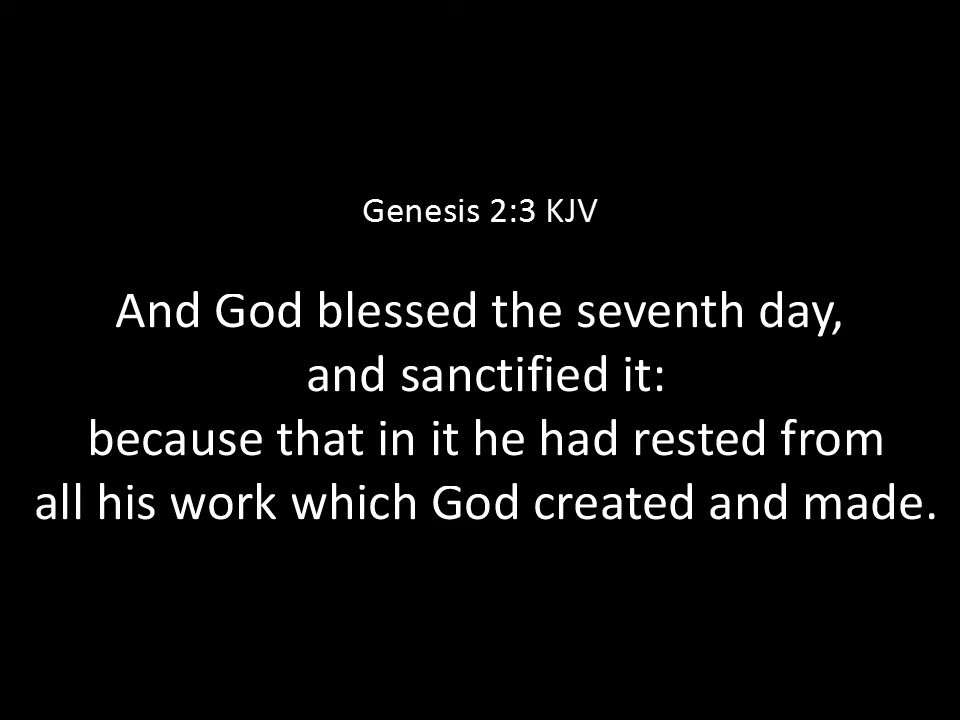 Genesis 2:3 KJV
And God blessed the seventh day,
and sanctified it:
because that in it he had rested from
all his work which God created and made.